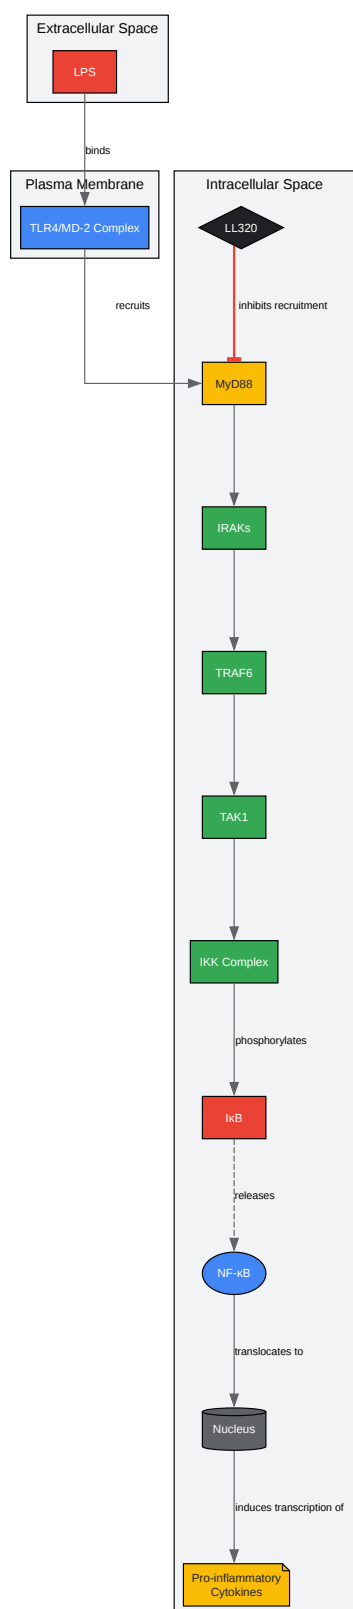 Extracellular Space
LPS
binds
Plasma Membrane
TLR4/MD-2 Complex
recruits
Intracellular Space
LL320
inhibits recruitment
MyD88
IRAKs
TRAF6
TAK1
IKK Complex
phosphorylates
IκB
releases
NF-κB
translocates to
Nucleus
induces transcription of
Pro-inflammatory
Cytokines